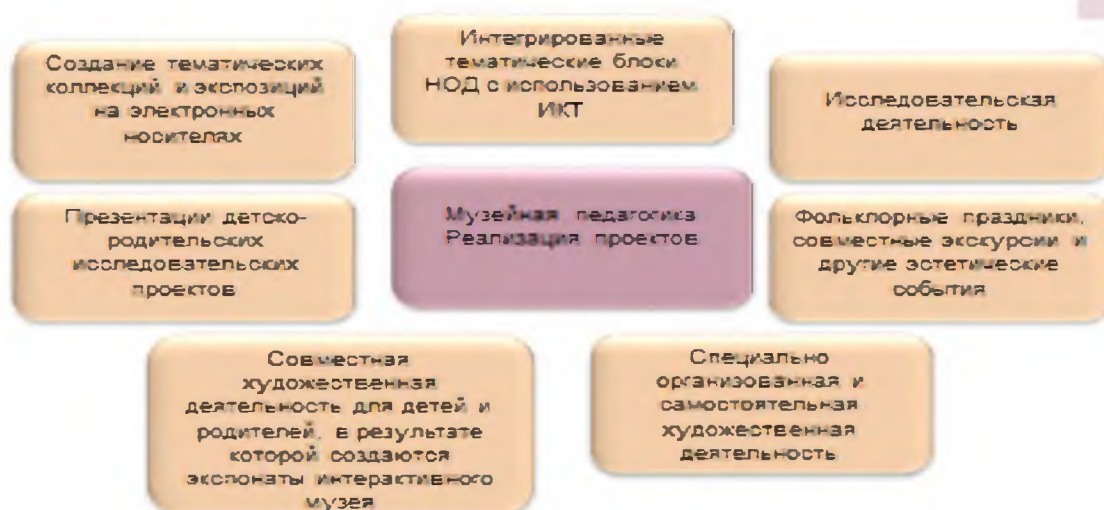 Создание тематических
коллекций и экспозиций
на электронных
носителях
Интегрированные
тематические блоки
НОД с использованием
ИКТ
Исследовательская
деятельность
Презентации детско-
родительских
исследовательских
проектов
Музейная педагогика
Реализация проектов
Фольклорные праздники,
совместные экскурсии и
другие эстетические
события
Совместная
художественная
деятельность для детей и
родителей, в результате
которой создаются
экспонаты интерактивного
музея
Специально
организованная и
самостоятельная
художественная
деятельность